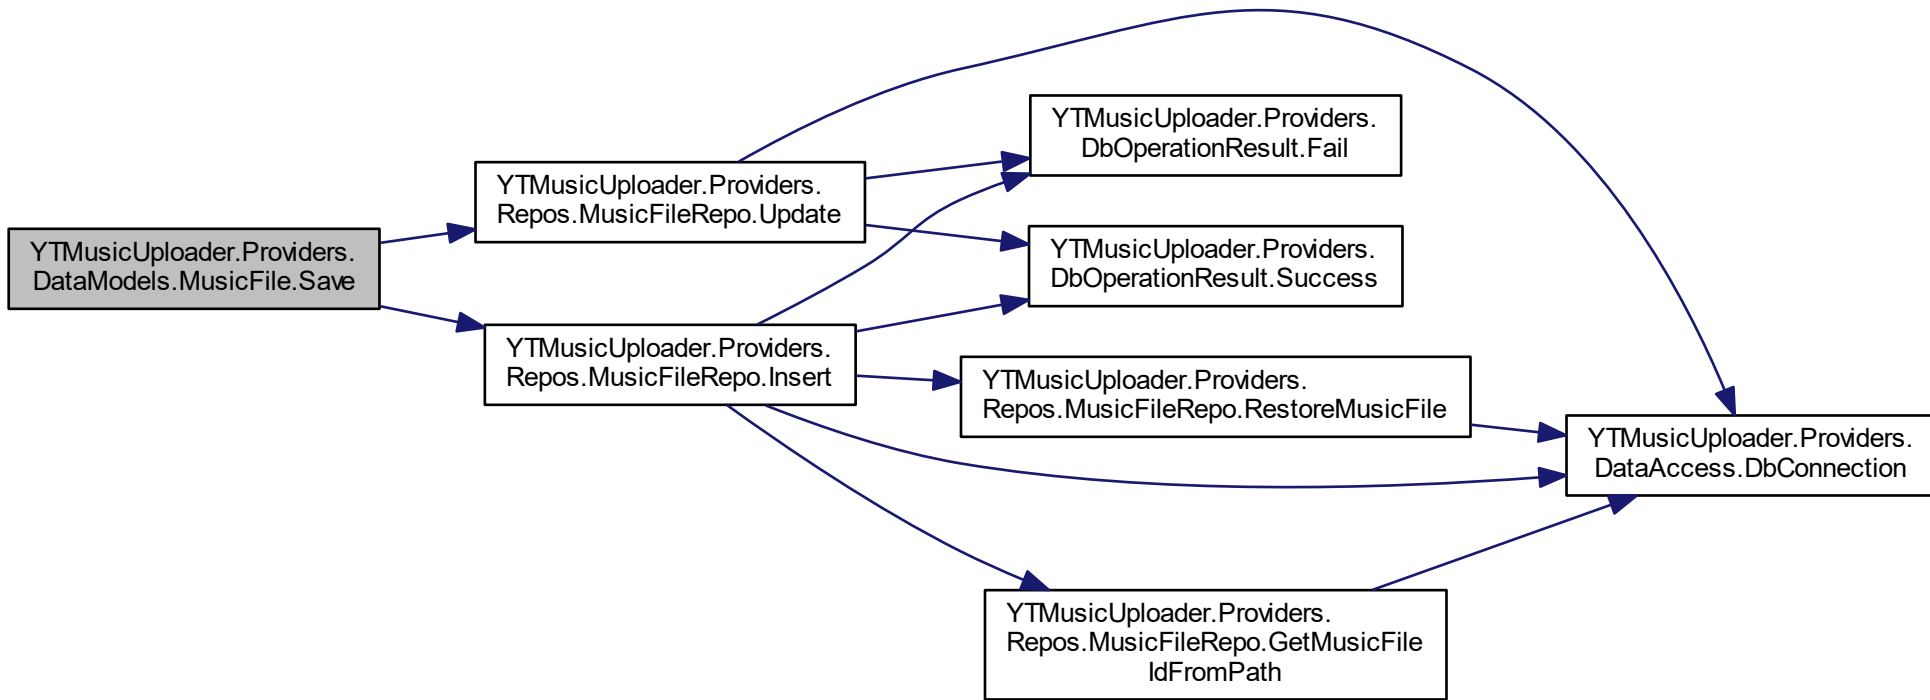 YTMusicUploader.Providers.
DataModels.MusicFile.Save
YTMusicUploader.Providers.
Repos.MusicFileRepo.Update
YTMusicUploader.Providers.
Repos.MusicFileRepo.Insert
YTMusicUploader.Providers.
DbOperationResult.Fail
YTMusicUploader.Providers.
DbOperationResult.Success
YTMusicUploader.Providers.
Repos.MusicFileRepo.RestoreMusicFile
YTMusicUploader.Providers.
Repos.MusicFileRepo.GetMusicFile
IdFromPath
YTMusicUploader.Providers.
DataAccess.DbConnection